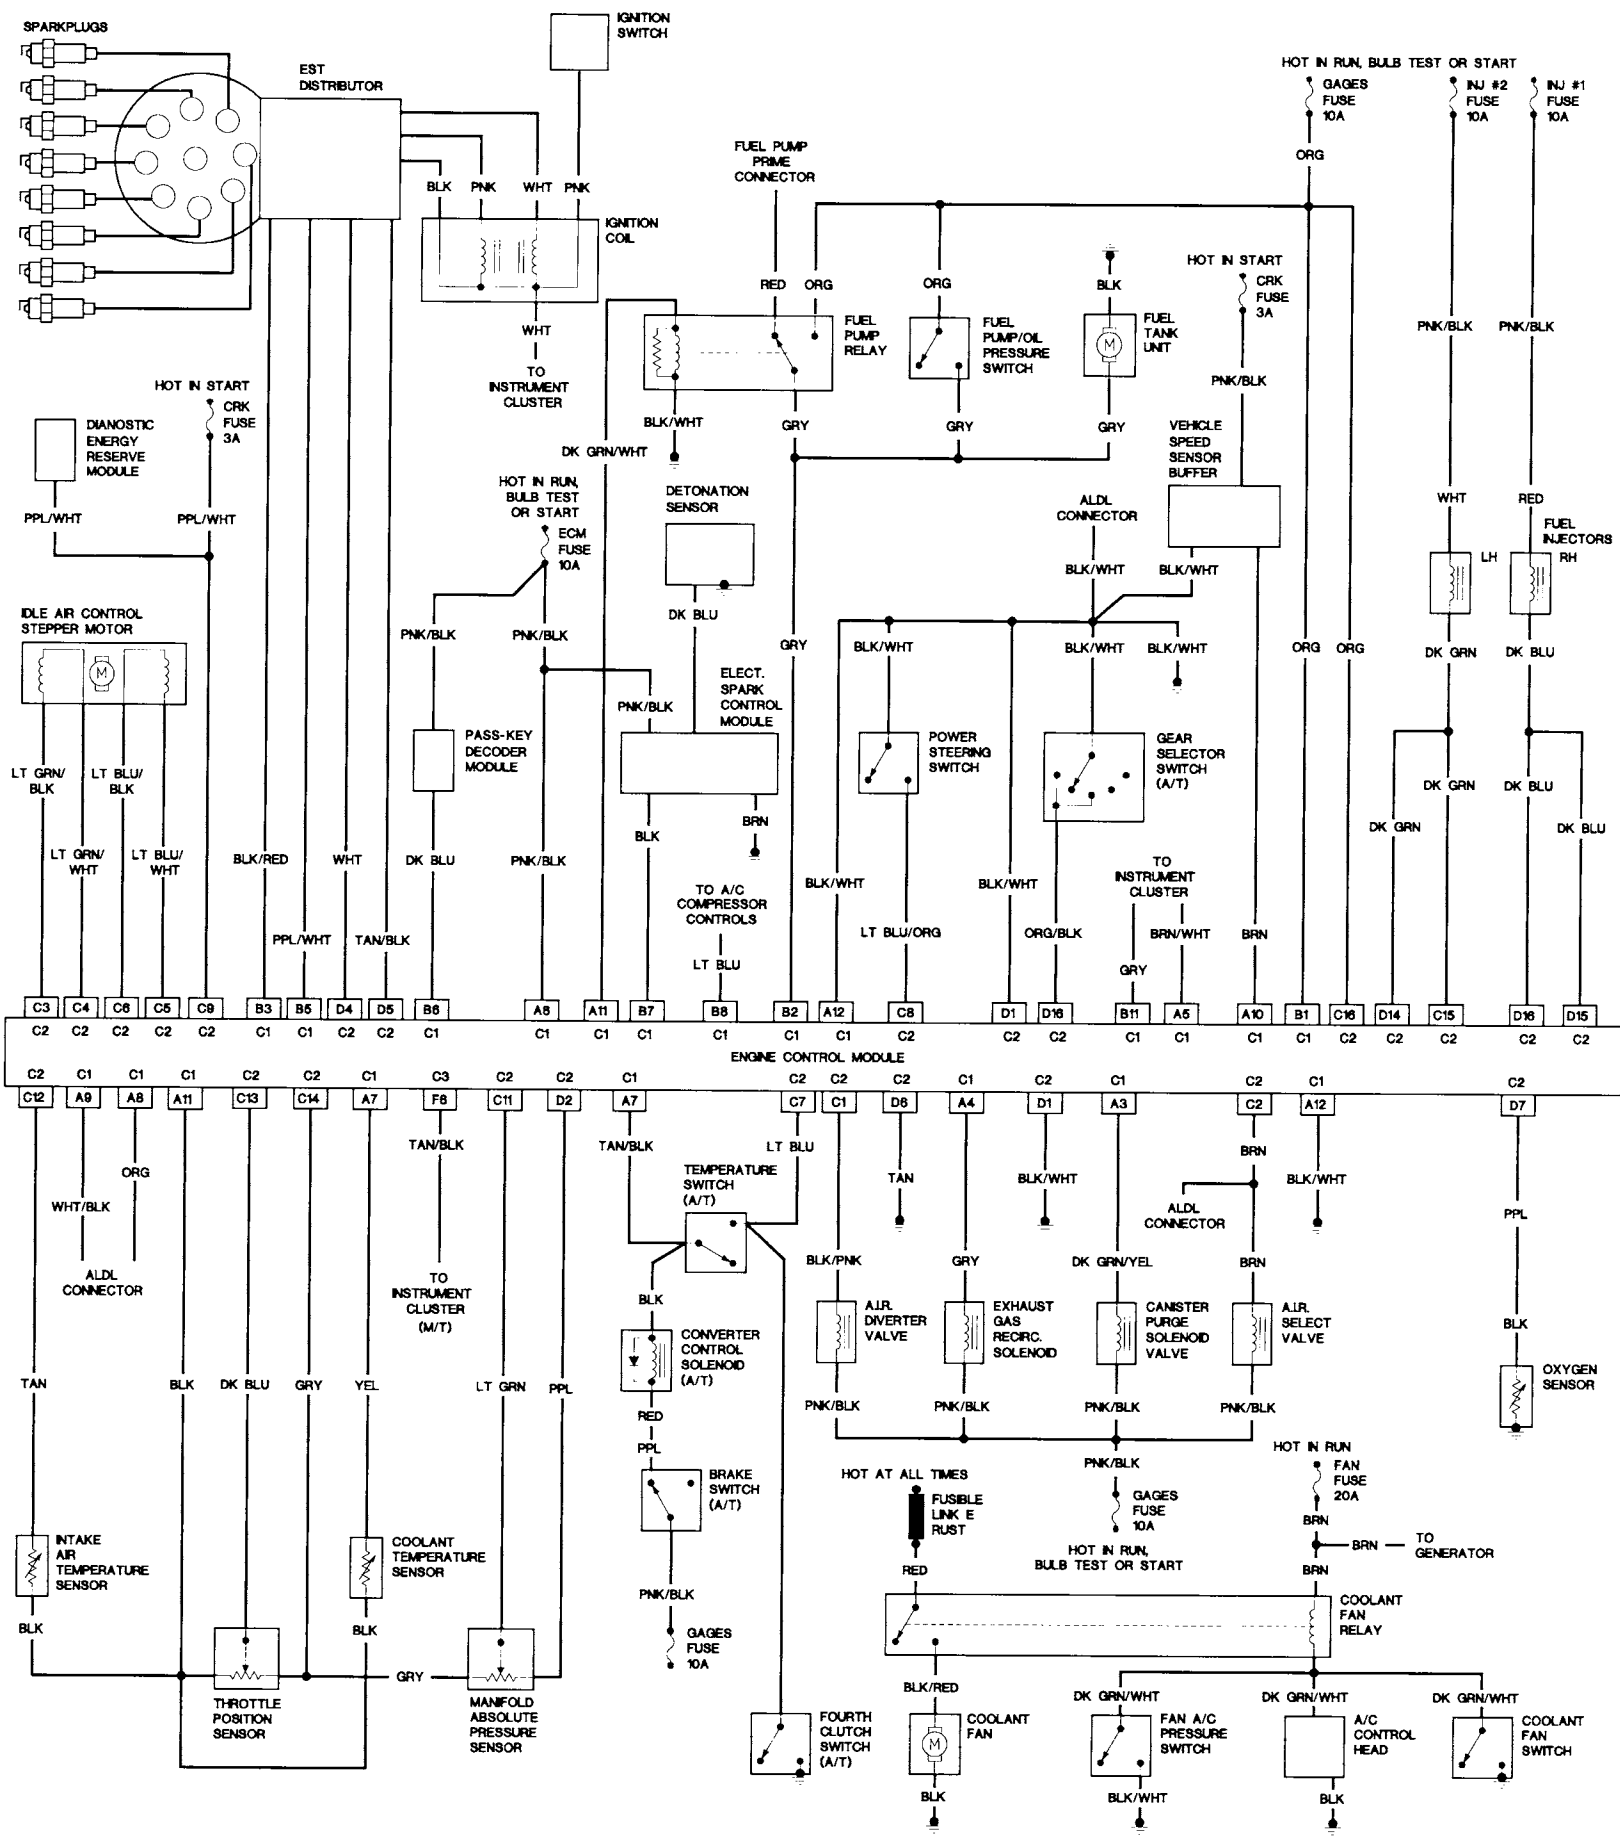 SPARKPLUGS
EST
DISTRIBUTOR
IGNITION
SWITCH
HOT IN RUN, BULB TEST OR START
GAGES
FUSE
10A
INJ #2
FUSE
10A
INJ #1
FUSE
10A
ORG
FUEL PUMP
PRIME
CONNECTOR
BLK
PNK
WHT
PNK
IGNITION
COIL
RED
ORG
ORG
BLK
HOT IN START
CRK
FUSE
3A
FUEL
PUMP
RELAY
FUEL
PUMP/OIL
PRESSURE
SWITCH
FUEL
TANK
UNIT
M
PNK/BLK
PNK/BLK
WHT
TO
INSTRUMENT
CLUSTER
PNK/BLK
HOT IN START
CRK
FUSE
3A
DIANOSTIC
ENERGY
RESERVE
MODULE
BLK/WHT
GRY
GRY
GRY
VEHICLE
SPEED
SENSOR
BUFFER
DK GRN/WHT
HOT IN RUN,
BULB TEST
OR START
ECM
FUSE
10A
DETONATION
SENSOR
ALDL
CONNECTOR
WHT
RED
PPL/WHT
PPL/WHT
FUEL
INJECTORS
LH
RH
BLK/WHT
BLK/WHT
IDLE AIR CONTROL
STEPPER MOTOR
M
PNK/BLK
PNK/BLK
DK BLU
GRY
BLK/WHT
BLK/WHT
BLK/WHT
ORG
ORG
DK GRN
DK BLU
ELECT.
SPARK
CONTROL
MODULE
PNK/BLK
PASS-KEY
DECODER
MODULE
POWER
STEERING
SWITCH
GEAR
SELECTOR
SWITCH
(A/T)
LT GRN/
BLK
LT BLU/
BLK
DK GRN
DK BLU
BLK
BRN
DK GRN
DK BLU
LT GRN/
WHT
LT BLU/
WHT
BLK/RED
WHT
DK BLU
PNK/BLK
TO A/C
COMPRESSOR
CONTROLS
BLK/WHT
BLK/WHT
TO
INSTRUMENT
CLUSTER
PPL/WHT
TAN/BLK
LT BLU
LT BLU/ORG
ORG/BLK
GRY
BRN/WHT
BRN
C3 C4 C6 C5 C9 B3 B5 D4 D5 B6 A6 A11 B7 B8 B2 A12 C8 D1 D16 B11 A5 A10 B1 C16 D14 C15 D16 D15
C2 C2 C2 C2 C2 C1 C1 C2 C2 C1 C1 C1 C1 C1 C1 C1 C2 C2 C2 C1 C1 C1 C1 C2 C2 C2 C2 C2
ENGINE CONTROL MODULE
C2 C1 C1 C1 C2 C2 C1 C3 C2 C2 C1 C2 C2 C2 C1 C2 C1 C2 C1 C2
C12 A9 A8 A11 C13 C14 A7 F6 C11 D2 A7 C7 C1 D6 A4 D1 A3 C2 A12 D7
TAN/BLK
TAN/BLK
LT BLU
BRN
ORG
TEMPERATURE
SWITCH
(A/T)
TAN
BLK/WHT
BLK/WHT
WHT/BLK
ALDL
CONNECTOR
PPL
ALDL
CONNECTOR
TO
INSTRUMENT
CLUSTER
(M/T)
BLK/PNK
GRY
DK GRN/YEL
BRN
BLK
A.I.R.
DIVERTER
VALVE
EXHAUST
GAS
RECIRC.
SOLENOID
CANISTER
PURGE
SOLENOID
VALVE
A.I.R.
SELECT
VALVE
BLK
CONVERTER
CONTROL
SOLENOID
(A/T)
TAN
BLK
DK BLU
GRY
YEL
LT GRN
PPL
OXYGEN
SENSOR
RED
PNK/BLK
PNK/BLK
PNK/BLK
PNK/BLK
PPL
PNK/BLK
HOT IN RUN
FAN
FUSE
20A
BRAKE
SWITCH
(A/T)
HOT AT ALL TIMES
FUSIBLE
LINK E
RUST
GAGES
FUSE
10A
HOT IN RUN,
BULB TEST OR START
BRN
BRN
TO
GENERATOR
BRN
RED
INTAKE
AIR
TEMPERATURE
SENSOR
COOLANT
TEMPERATURE
SENSOR
PNK/BLK
COOLANT
FAN
RELAY
BLK
BLK
GAGES
FUSE
10A
GRY
BLK/RED
DK GRN/WHT
DK GRN/WHT
DK GRN/WHT
THROTTLE
POSITION
SENSOR
MANIFOLD
ABSOLUTE
PRESSURE
SENSOR
FOURTH
CLUTCH
SWITCH
(A/T)
M
COOLANT
FAN
FAN A/C
PRESSURE
SWITCH
A/C
CONTROL
HEAD
COOLANT
FAN
SWITCH
BLK
BLK/WHT
BLK